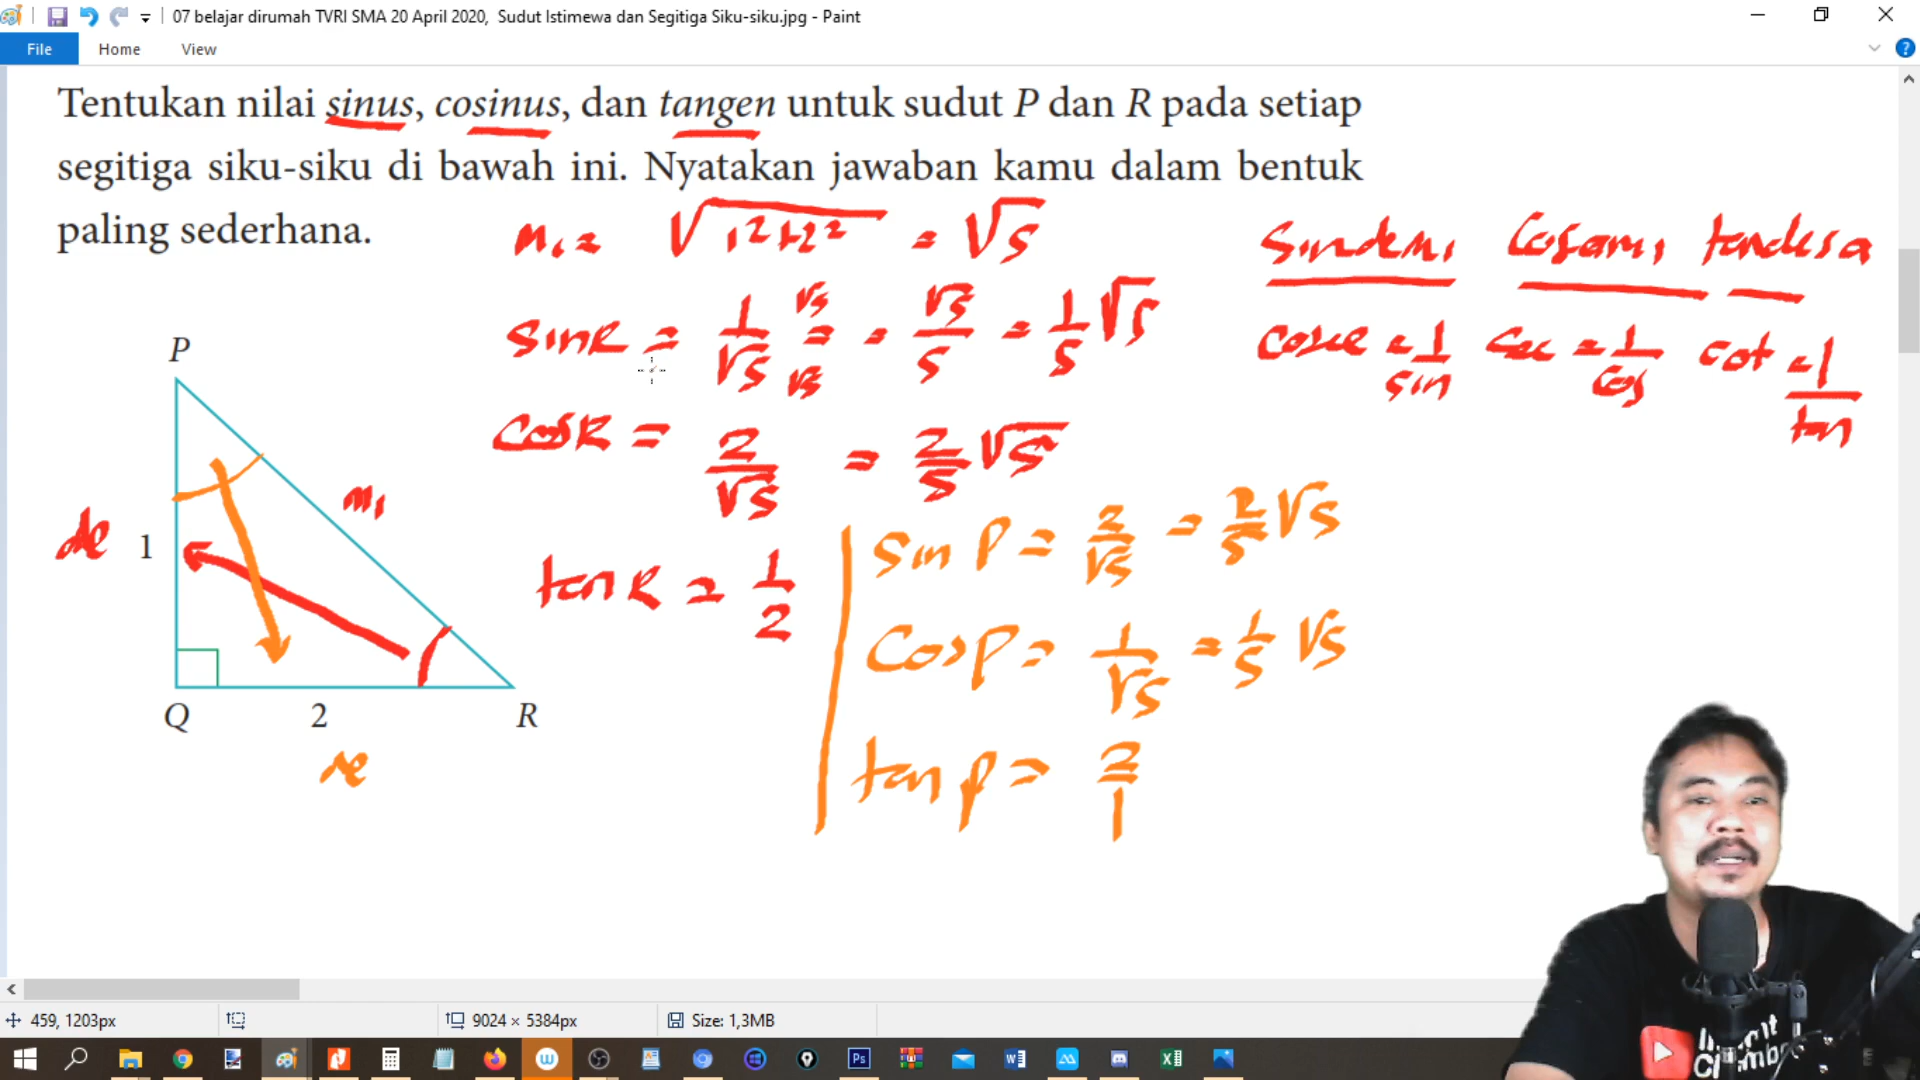 07 belajar dirumah TVRI SMA 20 April 2020, Sudut Istimewa dan Segitiga Siku-siku.jpg - Paint
File Home View
Tentukan nilai sinus, cosinus, dan tangen untuk sudut P dan R pada setiap
segitiga siku-siku di bawah ini. Nyatakan jawaban kamu dalam bentuk
paling sederhana.
mi = √1²+2² = √5
sindemi cosami tandesa
sin R = 1/√5 √5/√5 = √5/5 = 1/5 √5
cosec = 1/sin sec = 1/cos cot = 1/tan
cos R = 2/√5 = 2/5 √5
tan R = 1/2
sin P = 2/√5 = 2/5 √5
cos P = 1/√5 = 1/5 √5
tan P = 2/1
P
mi
de 1
Q 2 R
de
459, 1203px
9024 × 5384px
Size: 1,3MB